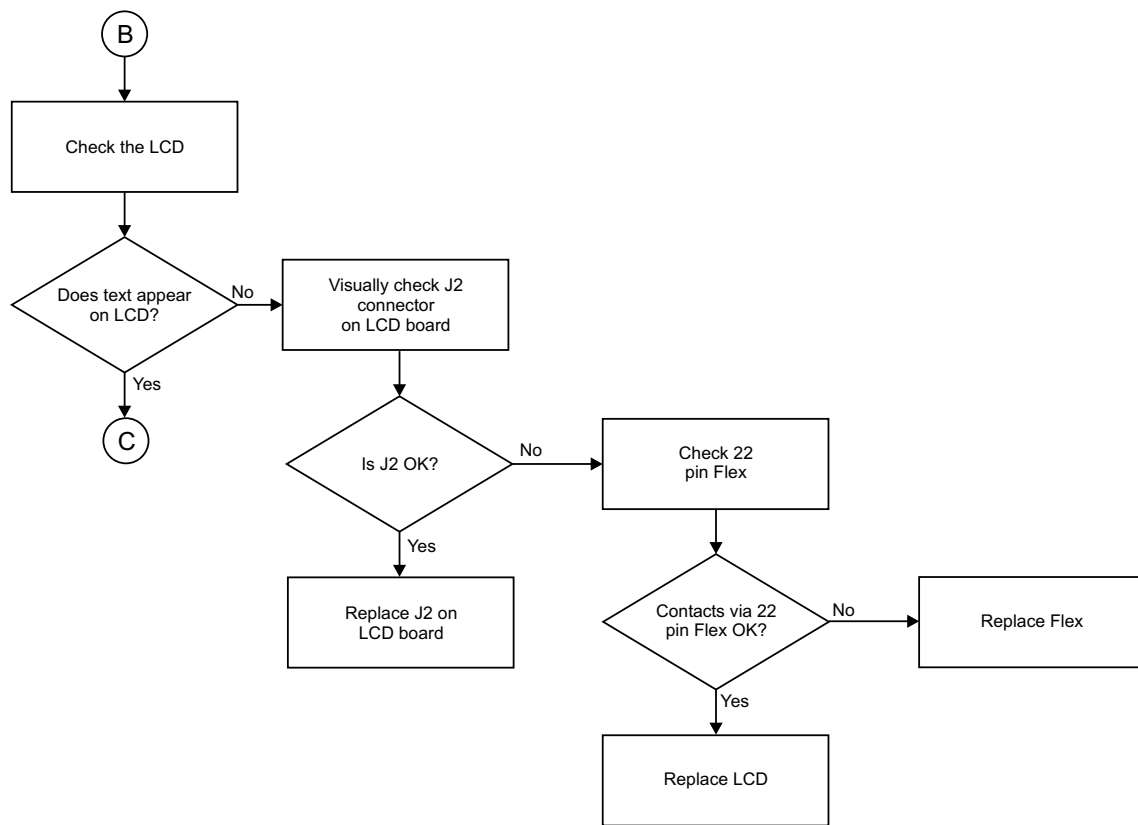 B
Check the LCD
Does text appear
on LCD?
No
Yes
C
Visually check J2
connector
on LCD board
Is J2 OK?
No
Yes
Replace J2 on
LCD board
Check 22
pin Flex
Contacts via 22
pin Flex OK?
No
Yes
Replace Flex
Replace LCD